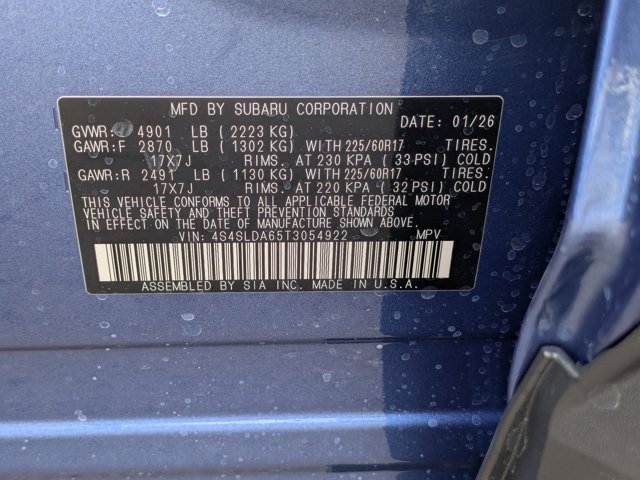 MFD BY SUBARU CORPORATION
DATE: 01/26
GVWR: 4901 LB ( 2223 KG)
GAWR:F 2870 LB ( 1302 KG) WITH 225/60R17 TIRES.
17X7J RIMS. AT 230 KPA ( 33 PSI) COLD
GAWR:R 2491 LB ( 1130 KG) WITH 225/60R17 TIRES.
17X7J RIMS. AT 220 KPA ( 32 PSI) COLD
THIS VEHICLE CONFORMS TO ALL APPLICABLE FEDERAL MOTOR
VEHICLE SAFETY AND THEFT PREVENTION STANDARDS
IN EFFECT ON THE DATE OF MANUFACTURE SHOWN ABOVE.
VIN: 4S4SLDA65T3054922 MPV
ASSEMBLED BY SIA INC. MADE IN U.S.A.